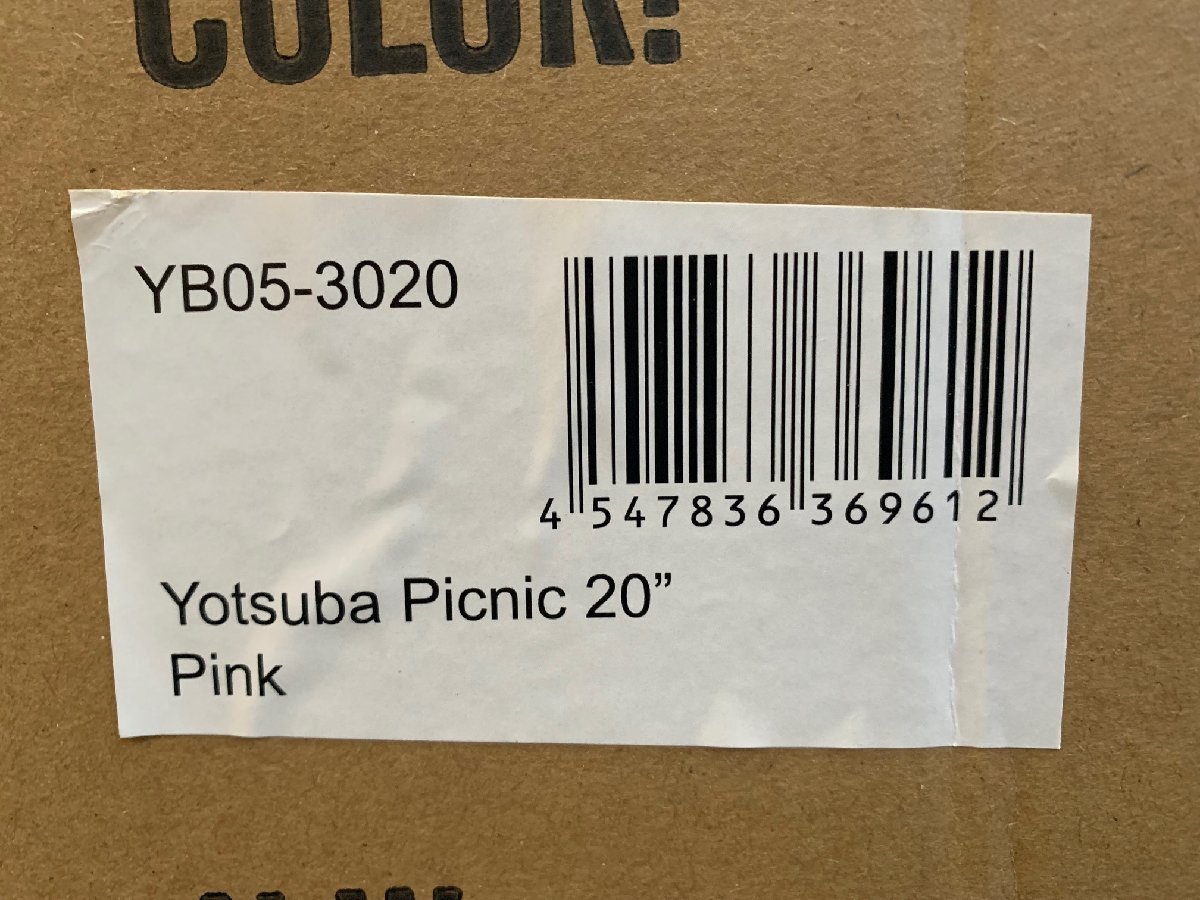 COLOR:
YB05-3020
4 547836 369612
Yotsuba Picnic 20”
Pink